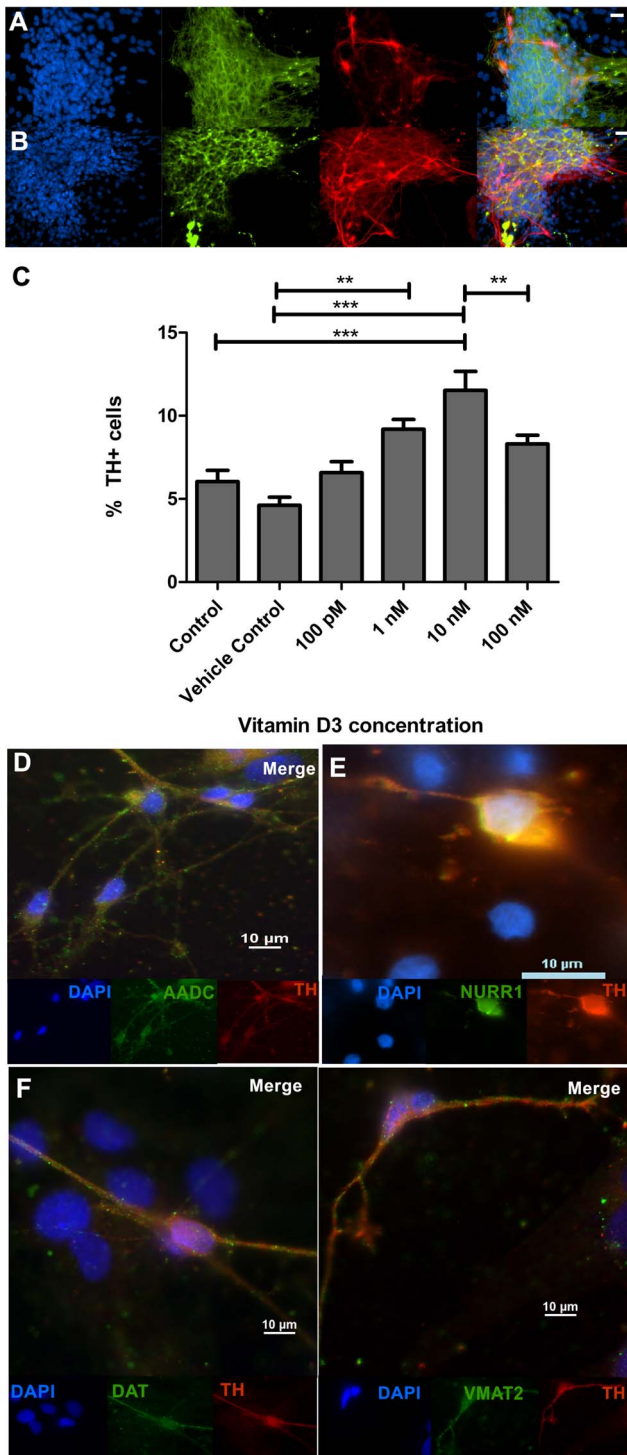 A
B
C
**
**
***
***
15
10
5
0
% TH+ cells
Control
Vehicle Control
100 pM
1 nM
10 nM
100 nM
Vitamin D3 concentration
D
Merge
10 µm
DAPI
AADC
TH
E
10 µm
DAPI
NURR1
TH
F
Merge
10 µm
DAPI
DAT
TH
Merge
10 µm
DAPI
VMAT2
TH